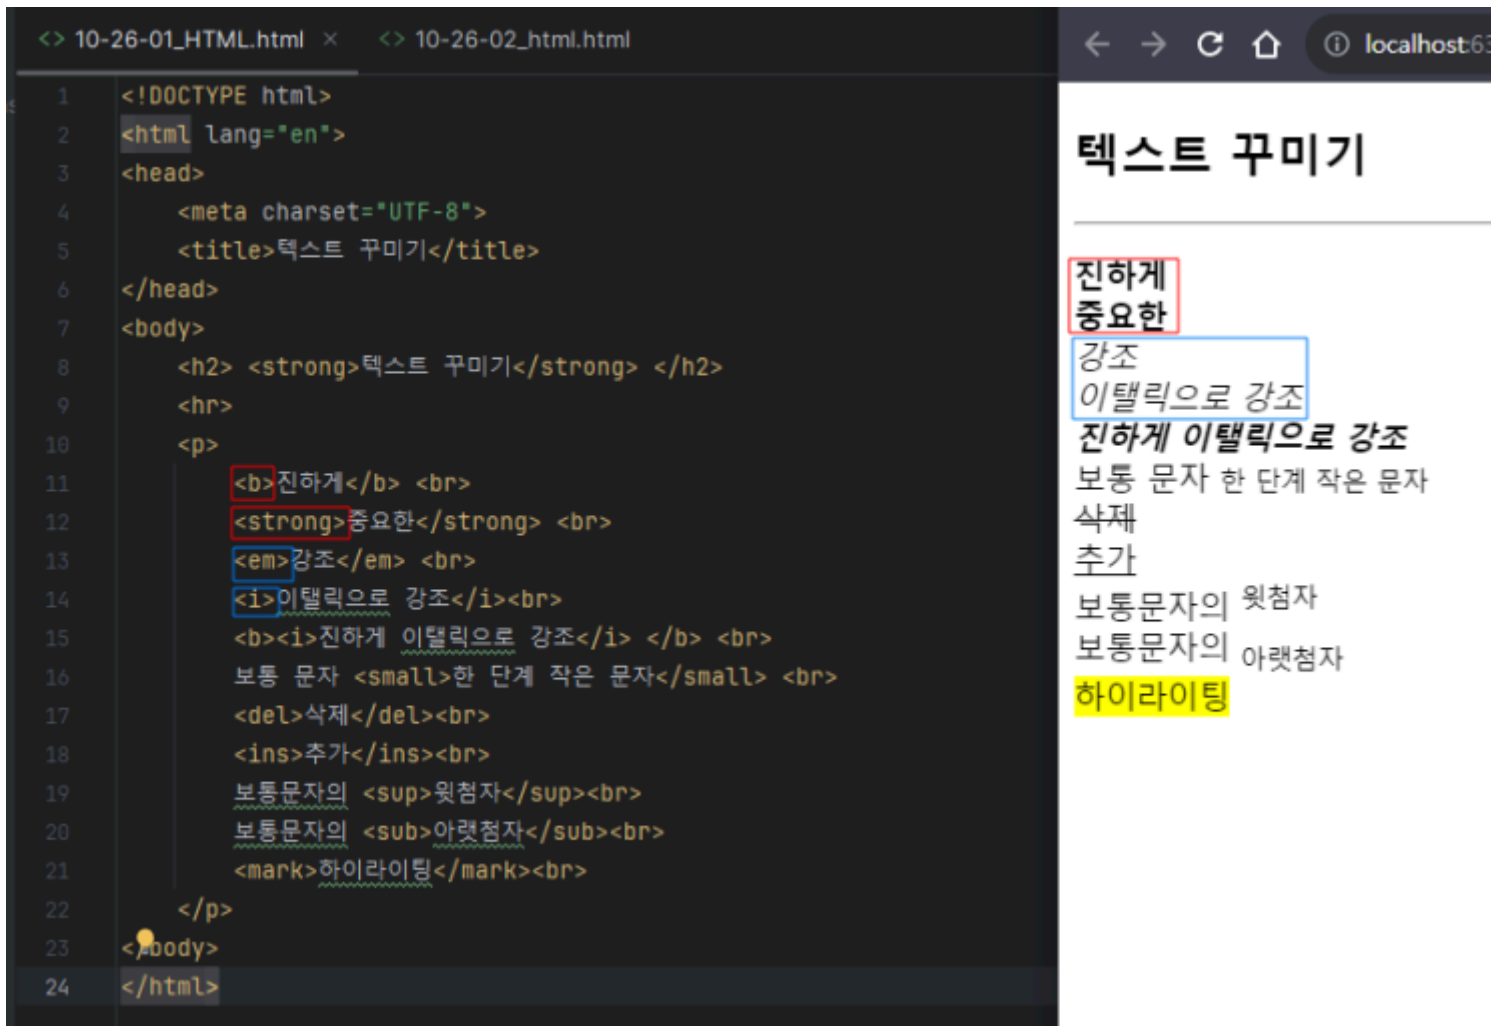 <> 10-26-01_HTML.html × <> 10-26-02_html.html
1 <!DOCTYPE html>
2 <html lang="en">
3 <head>
4 <meta charset="UTF-8">
5 <title>텍스트 꾸미기</title>
6 </head>
7 <body>
8 <h2> <strong>텍스트 꾸미기</strong> </h2>
9 <hr>
10 <p>
11 <b>진하게</b> <br>
12 <strong>중요한</strong> <br>
13 <em>강조</em> <br>
14 <i>이탤릭으로 강조</i><br>
15 <b><i>진하게 이탤릭으로 강조</i> </b> <br>
16 보통 문자 <small>한 단계 작은 문자</small> <br>
17 <del>삭제</del><br>
18 <ins>추가</ins><br>
19 보통문자의 <sup>윗첨자</sup><br>
20 보통문자의 <sub>아랫첨자</sub><br>
21 <mark>하이라이팅</mark><br>
22 </p>
23 </body>
24 </html>
localhost:63
텍스트 꾸미기
진하게
중요한
강조
이탤릭으로 강조
진하게 이탤릭으로 강조
보통 문자 한 단계 작은 문자
삭제
추가
보통문자의 윗첨자
보통문자의 아랫첨자
하이라이팅